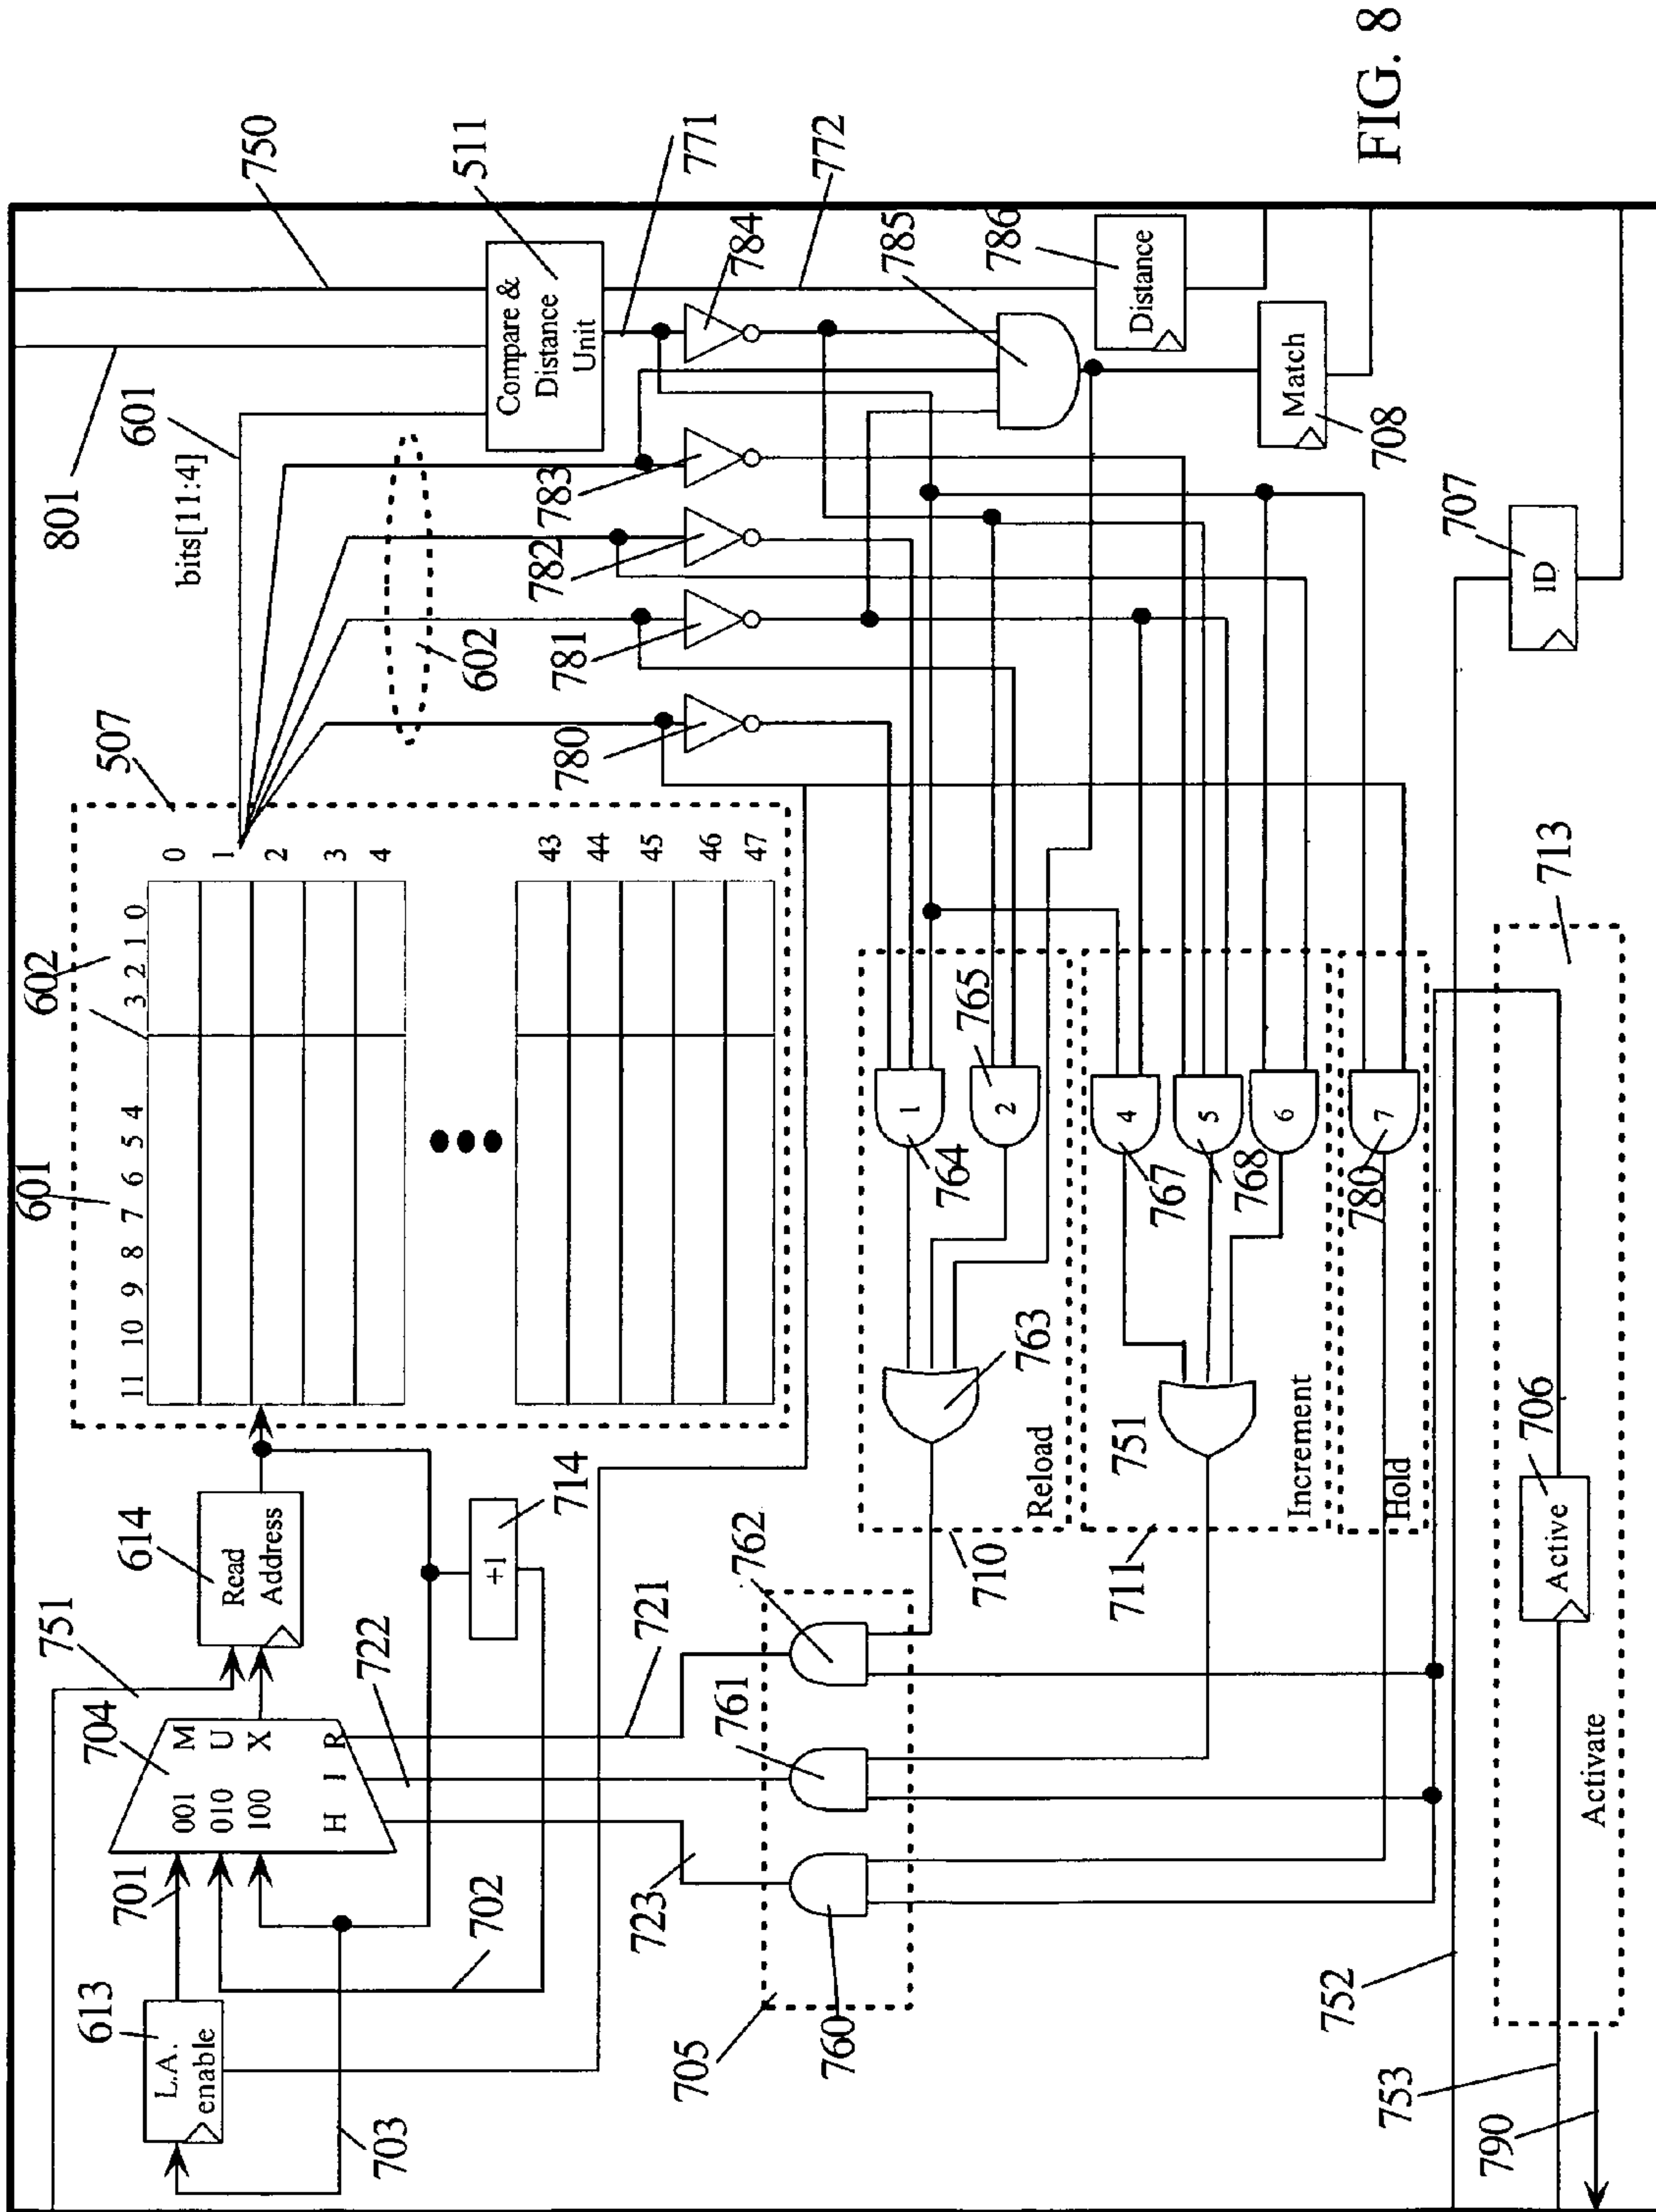 FIG. 8
751
614
Read
Address
704
M
U
X
001
010
100
H
I
R
701
613
L.A.
enable
702
703
722
721
723
714
+1
601
602
507
11 10 9 8 7 6 5 4 3 2 1 0
0
1
2
3
4
43
44
45
46
47
801
750
601
bits[11:4]
602
511
Compare &
Distance
Unit
771
772
780
781
782
783
784
785
786
Distance
Match
708
707
ID
705
760
761
762
763
1
764
2
765
Reload
710
751
4
767
5
768
6
Increment
711
7
780
Hold
752
753
790
706
Active
Activate
713